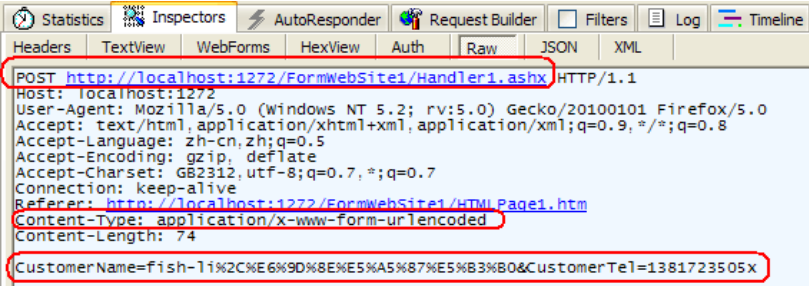 Statistics Inspectors AutoResponder Request Builder Filters Log Timeline
Headers TextView WebForms HexView Auth Raw JSON XML
POST http://localhost:1272/FormWebSite1/Handler1.ashx HTTP/1.1
Host: localhost:1272
User-Agent: Mozilla/5.0 (Windows NT 5.2; rv:5.0) Gecko/20100101 Firefox/5.0
Accept: text/html,application/xhtml+xml,application/xml;q=0.9,*/*;q=0.8
Accept-Language: zh-cn,zh;q=0.5
Accept-Encoding: gzip, deflate
Accept-Charset: GB2312,utf-8;q=0.7,*;q=0.7
Connection: keep-alive
Referer: http://localhost:1272/FormWebSite1/HTMLPage1.htm
Content-Type: application/x-www-form-urlencoded
Content-Length: 74
CustomerName=fish-li%2C%E6%9D%8E%E5%A5%87%E5%B3%B0&CustomerTel=1381723505x